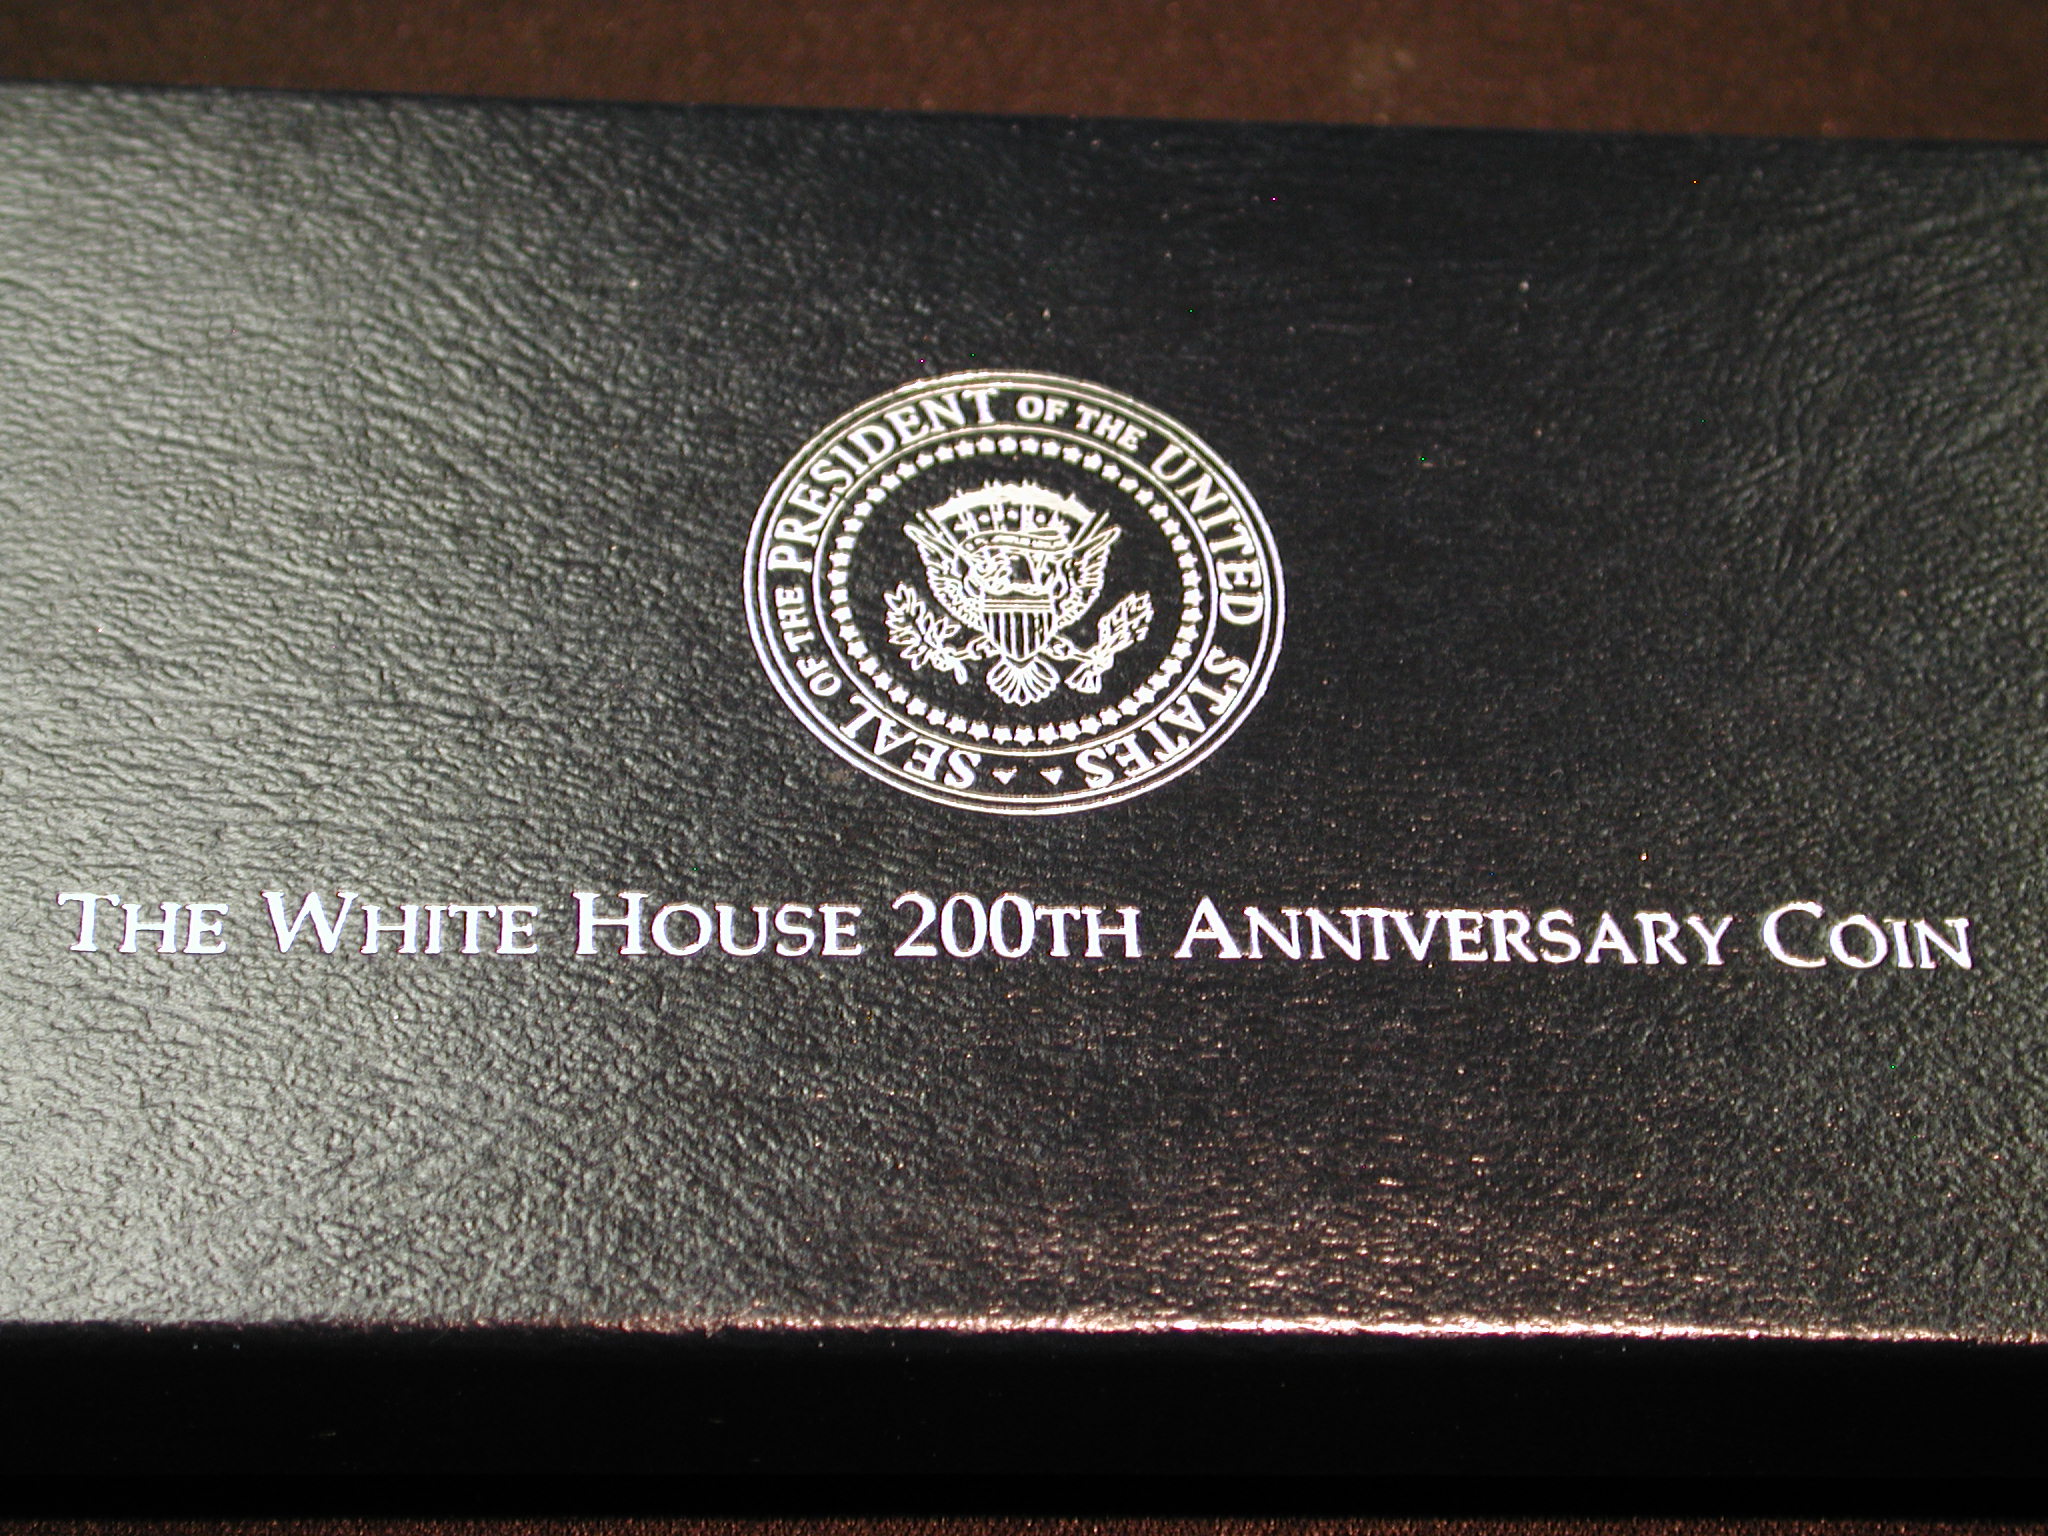 SEAL OF THE PRESIDENT OF THE UNITED STATES
THE WHITE HOUSE 200TH ANNIVERSARY COIN